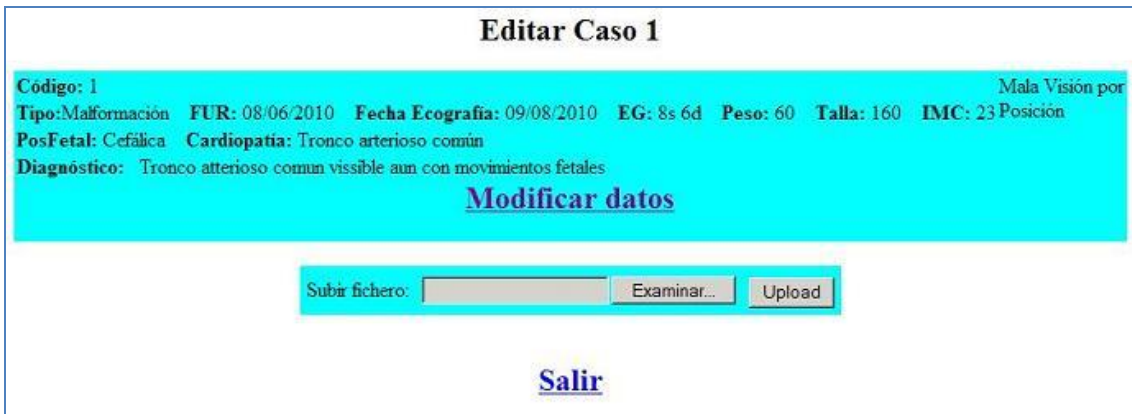 Editar Caso 1
Código: 1
Mala Visión por
Tipo:Malformación FUR: 08/06/2010 Fecha Ecografía: 09/08/2010 EG: 8s 6d Peso: 60 Talla: 160 IMC: 23 Posición
PosFetal: Cefálica Cardiopatía: Tronco arterioso común
Diagnóstico: Tronco atterioso comun vissible aun con movimientos fetales
Modificar datos
Subir fichero: Examinar... Upload
Salir